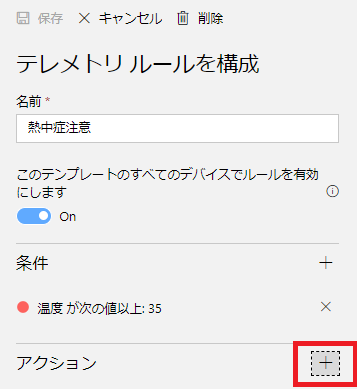 保存 キャンセル 削除
テレメトリ ルールを構成
名前 *
熱中症注意
このテンプレートのすべてのデバイスでルールを有効
にします
On
条件
温度 が次の値以上: 35
アクション